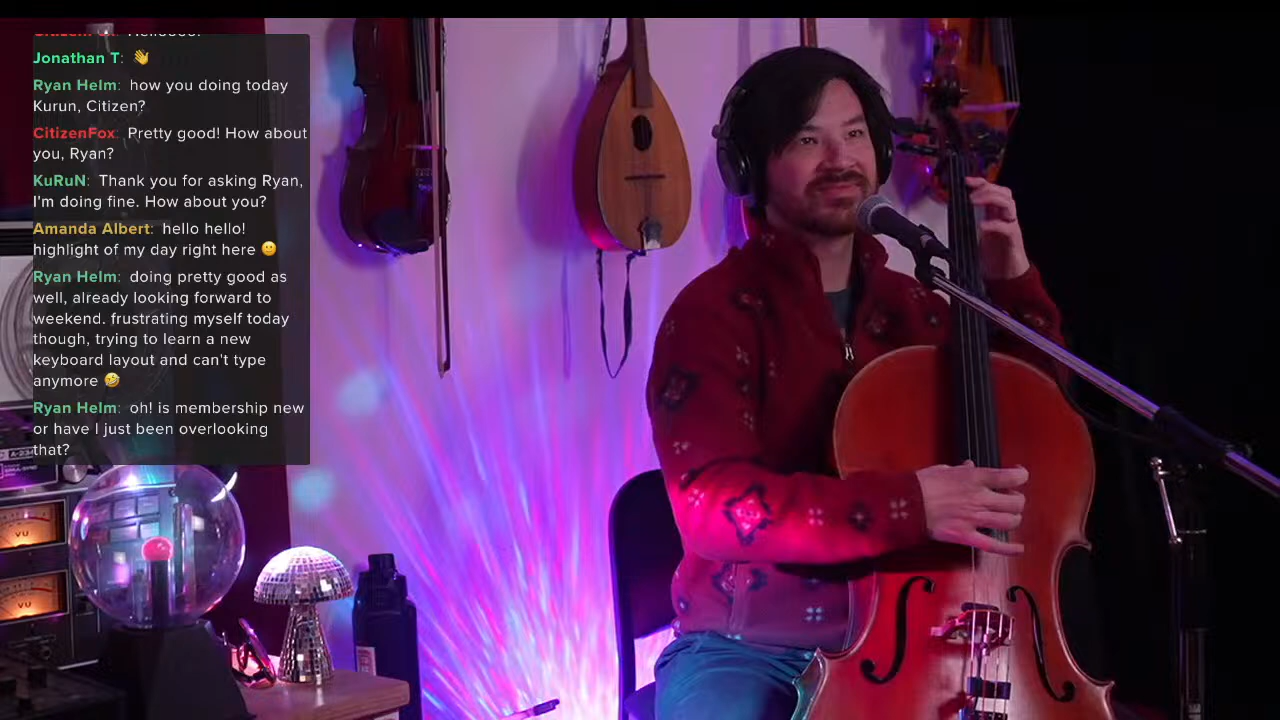 Jonathan T: 👋
Ryan Helm: how you doing today
Kurun, Citizen?
CitizenFox: Pretty good! How about
you, Ryan?
KuRuN: Thank you for asking Ryan,
I'm doing fine. How about you?
Amanda Albert: hello hello!
highlight of my day right here 🙂
Ryan Helm: doing pretty good as
well, already looking forward to
weekend. frustrating myself today
though, trying to learn a new
keyboard layout and can't type
anymore 🤣
Ryan Helm: oh! is membership new
or have I just been overlooking
that?
VU
VU